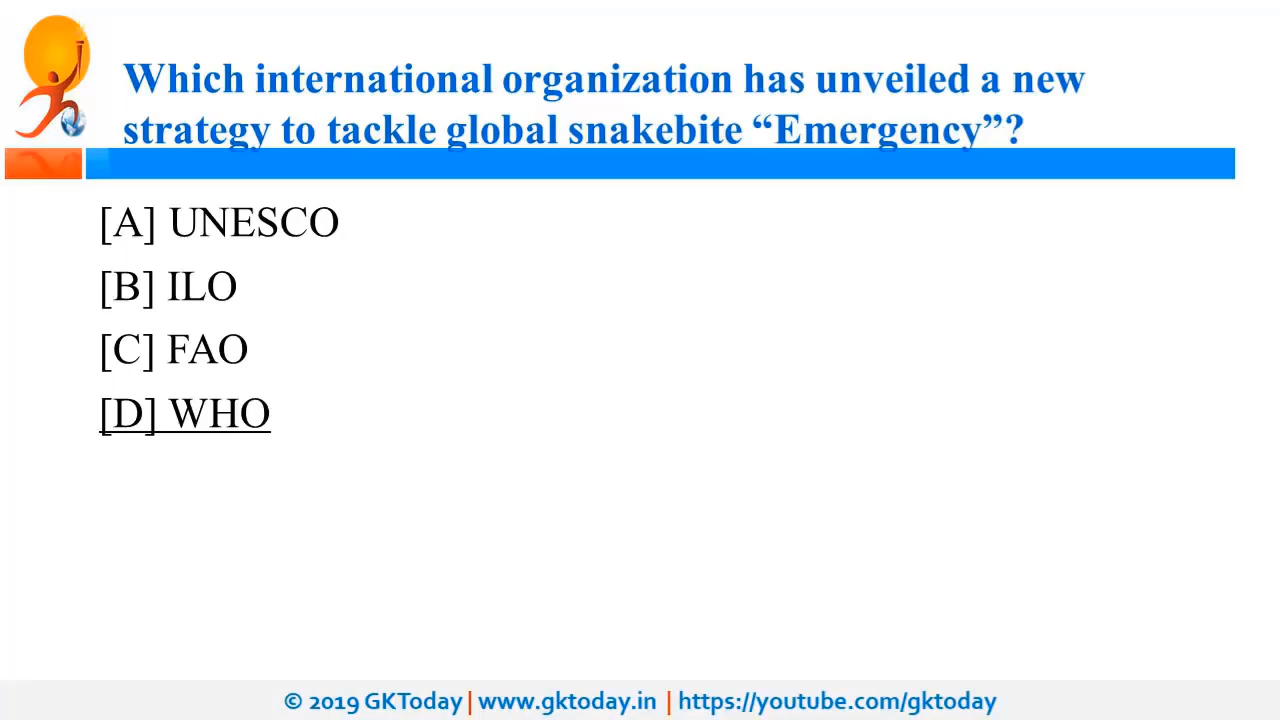 Which international organization has unveiled a new
strategy to tackle global snakebite “Emergency”?
[A] UNESCO
[B] ILO
[C] FAO
[D] WHO
© 2019 GKToday | www.gktoday.in | https://youtube.com/gktoday